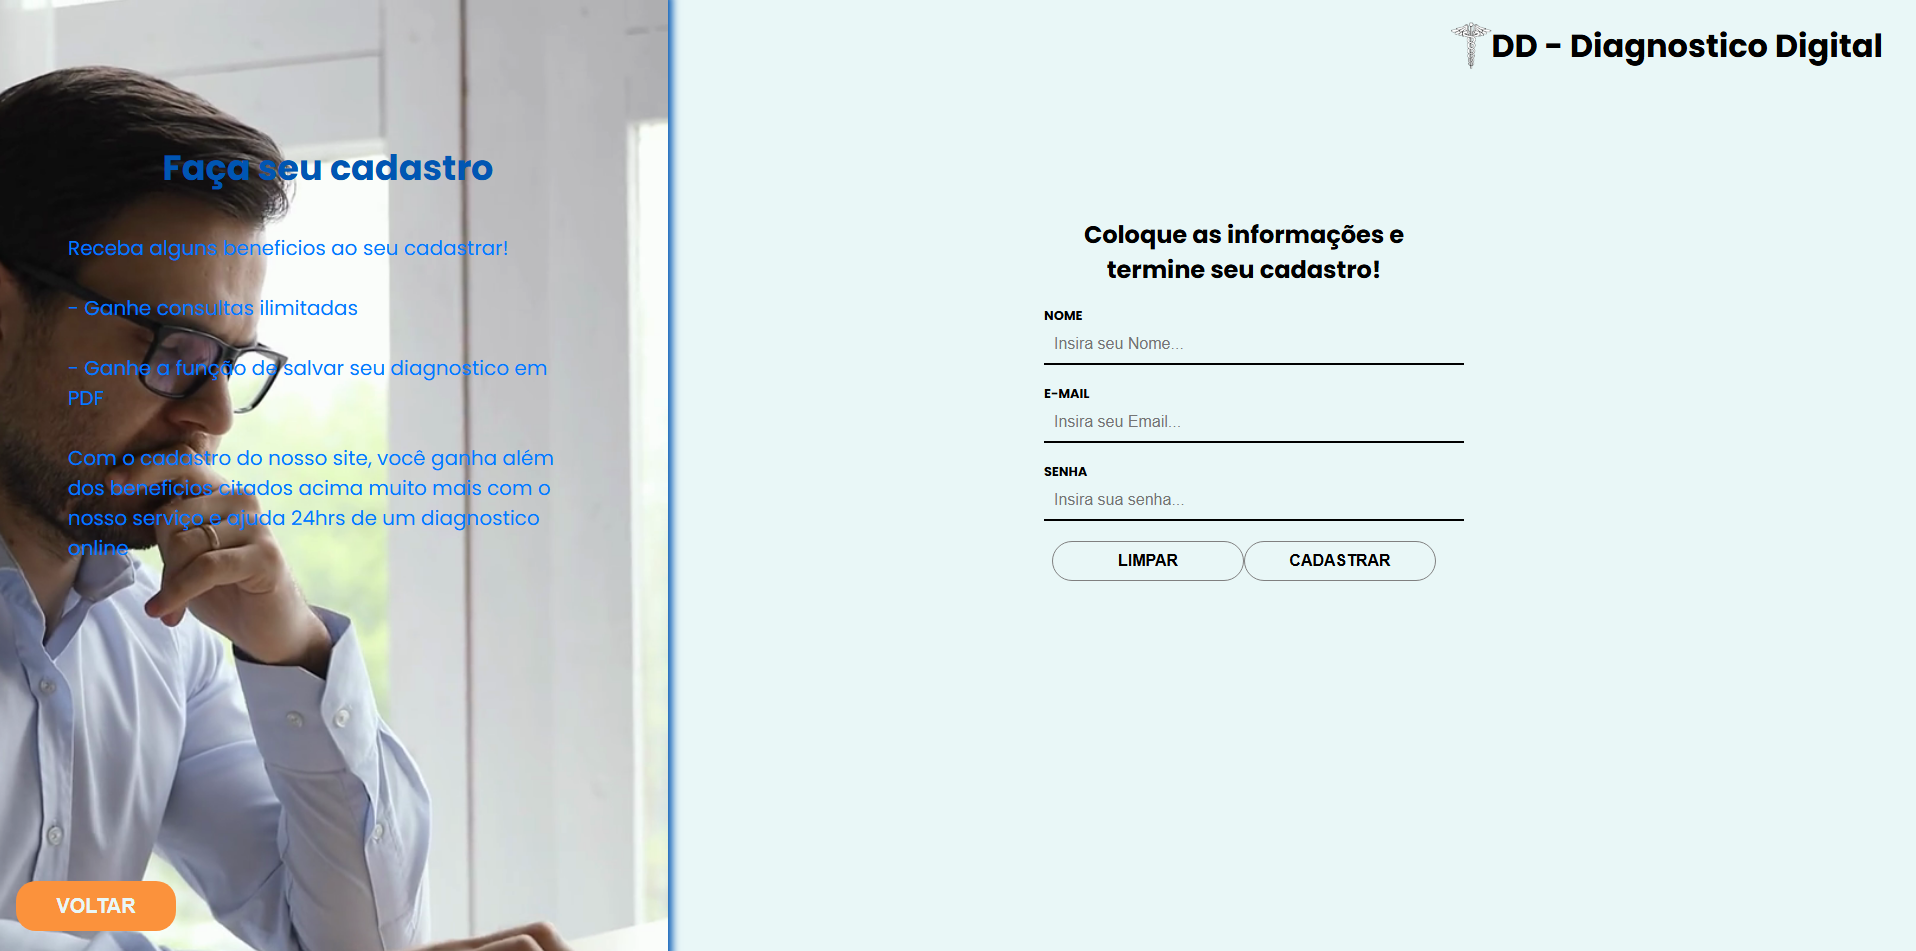 DD - Diagnostico Digital
Faça seu cadastro
Receba alguns beneficios ao seu cadastrar!
- Ganhe consultas ilimitadas
- Ganhe a função de salvar seu diagnostico em
PDF
Com o cadastro do nosso site, você ganha além
dos beneficios citados acima muito mais com o
nosso serviço e ajuda 24hrs de um diagnostico
online
VOLTAR
Coloque as informações e
termine seu cadastro!
NOME
Insira seu Nome...
E-MAIL
Insira seu Email...
SENHA
Insira sua senha...
LIMPAR CADASTRAR